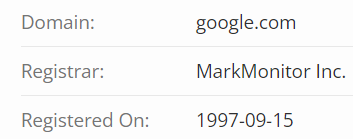 Domain: google.com
Registrar: MarkMonitor Inc.
Registered On: 1997-09-15